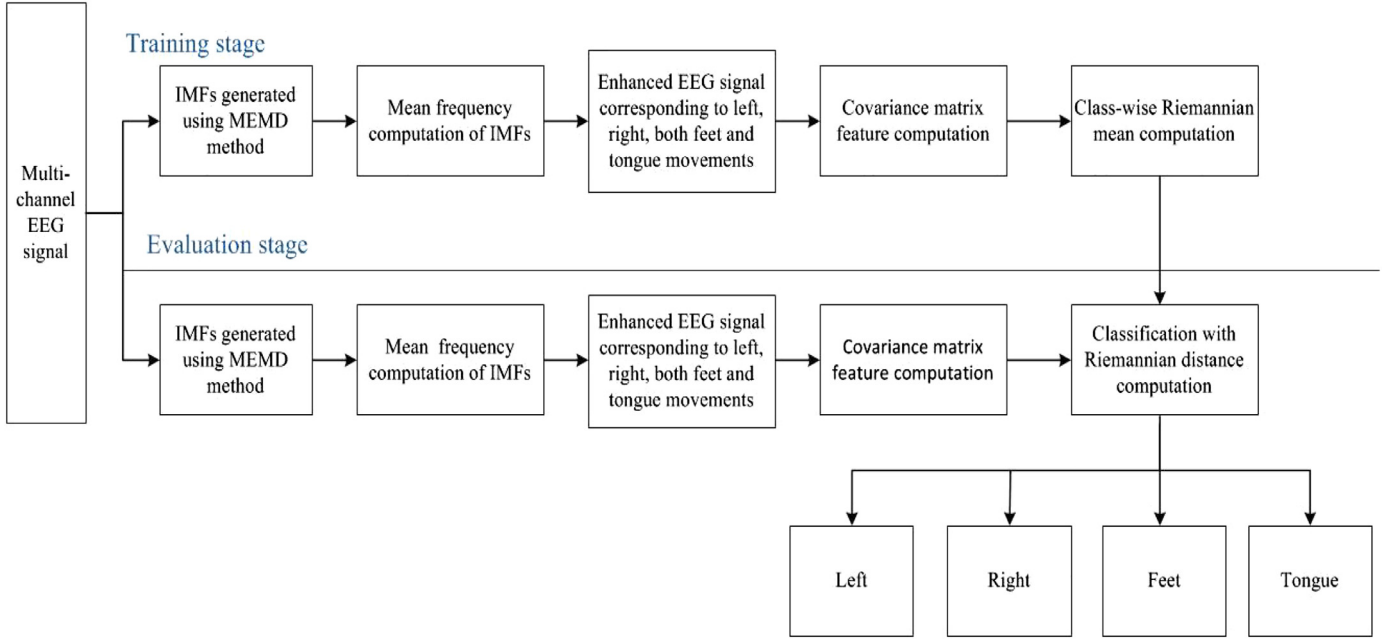 Training stage
Multi-
channel
EEG
signal
IMFs generated
using MEMD
method
Mean frequency
computation of IMFs
Enhanced EEG signal
corresponding to left,
right, both feet and
tongue movements
Covariance matrix
feature computation
Class-wise Riemannian
mean computation
Evaluation stage
IMFs generated
using MEMD
method
Mean frequency
computation of IMFs
Enhanced EEG signal
corresponding to left,
right, both feet and
tongue movements
Covariance matrix
feature computation
Classification with
Riemannian distance
computation
Left
Right
Feet
Tongue